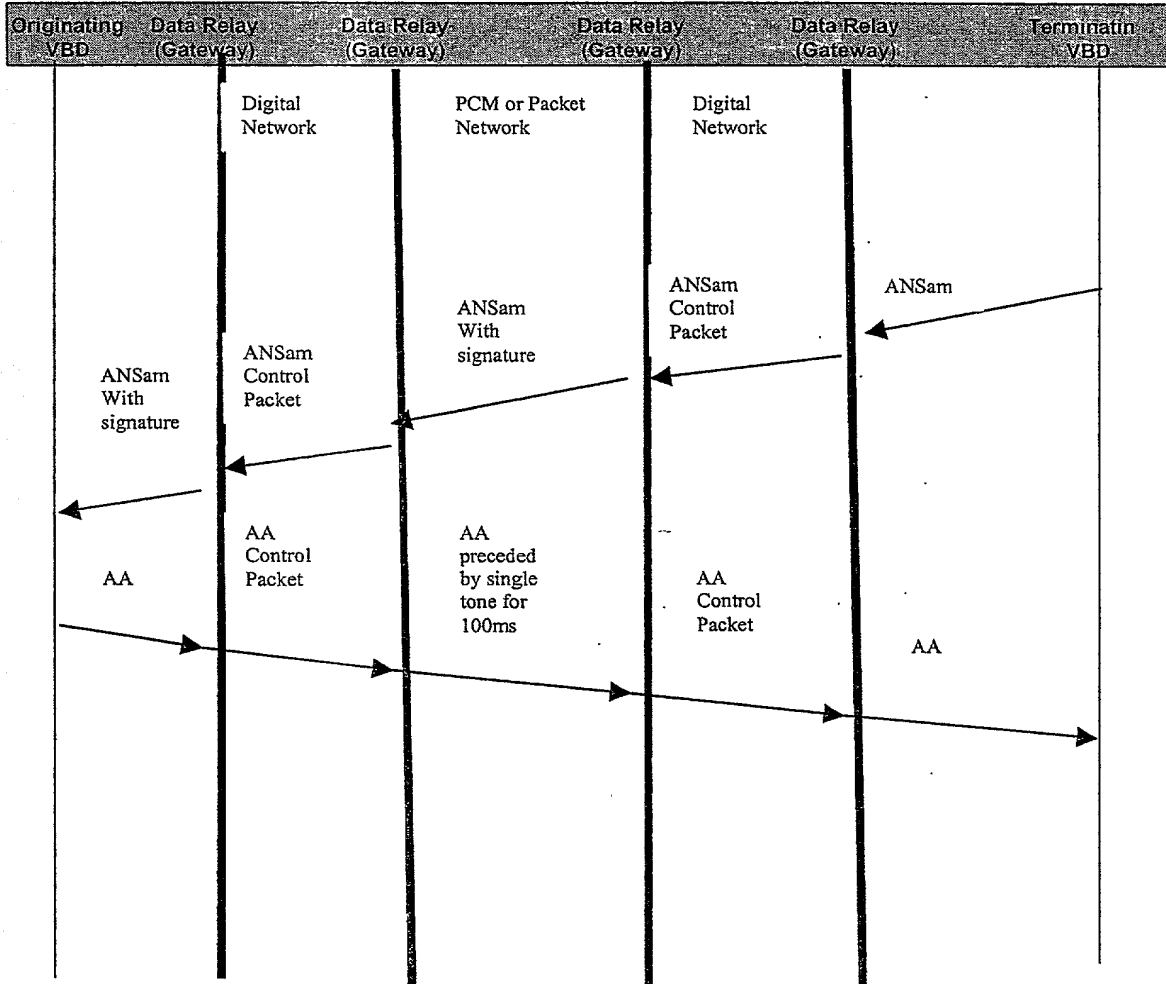 Originating
VBD
Data Relay
(Gateway)
Data Relay
(Gateway)
Data Relay
(Gateway)
Data Relay
(Gateway)
Terminatin
VBD
Digital
Network
PCM or Packet
Network
Digital
Network
ANSam
With
signature
ANSam
Control
Packet
ANSam
With
signature
ANSam
Control
Packet
ANSam
AA
AA
Control
Packet
AA
preceded
by single
tone for
100ms
AA
Control
Packet
AA